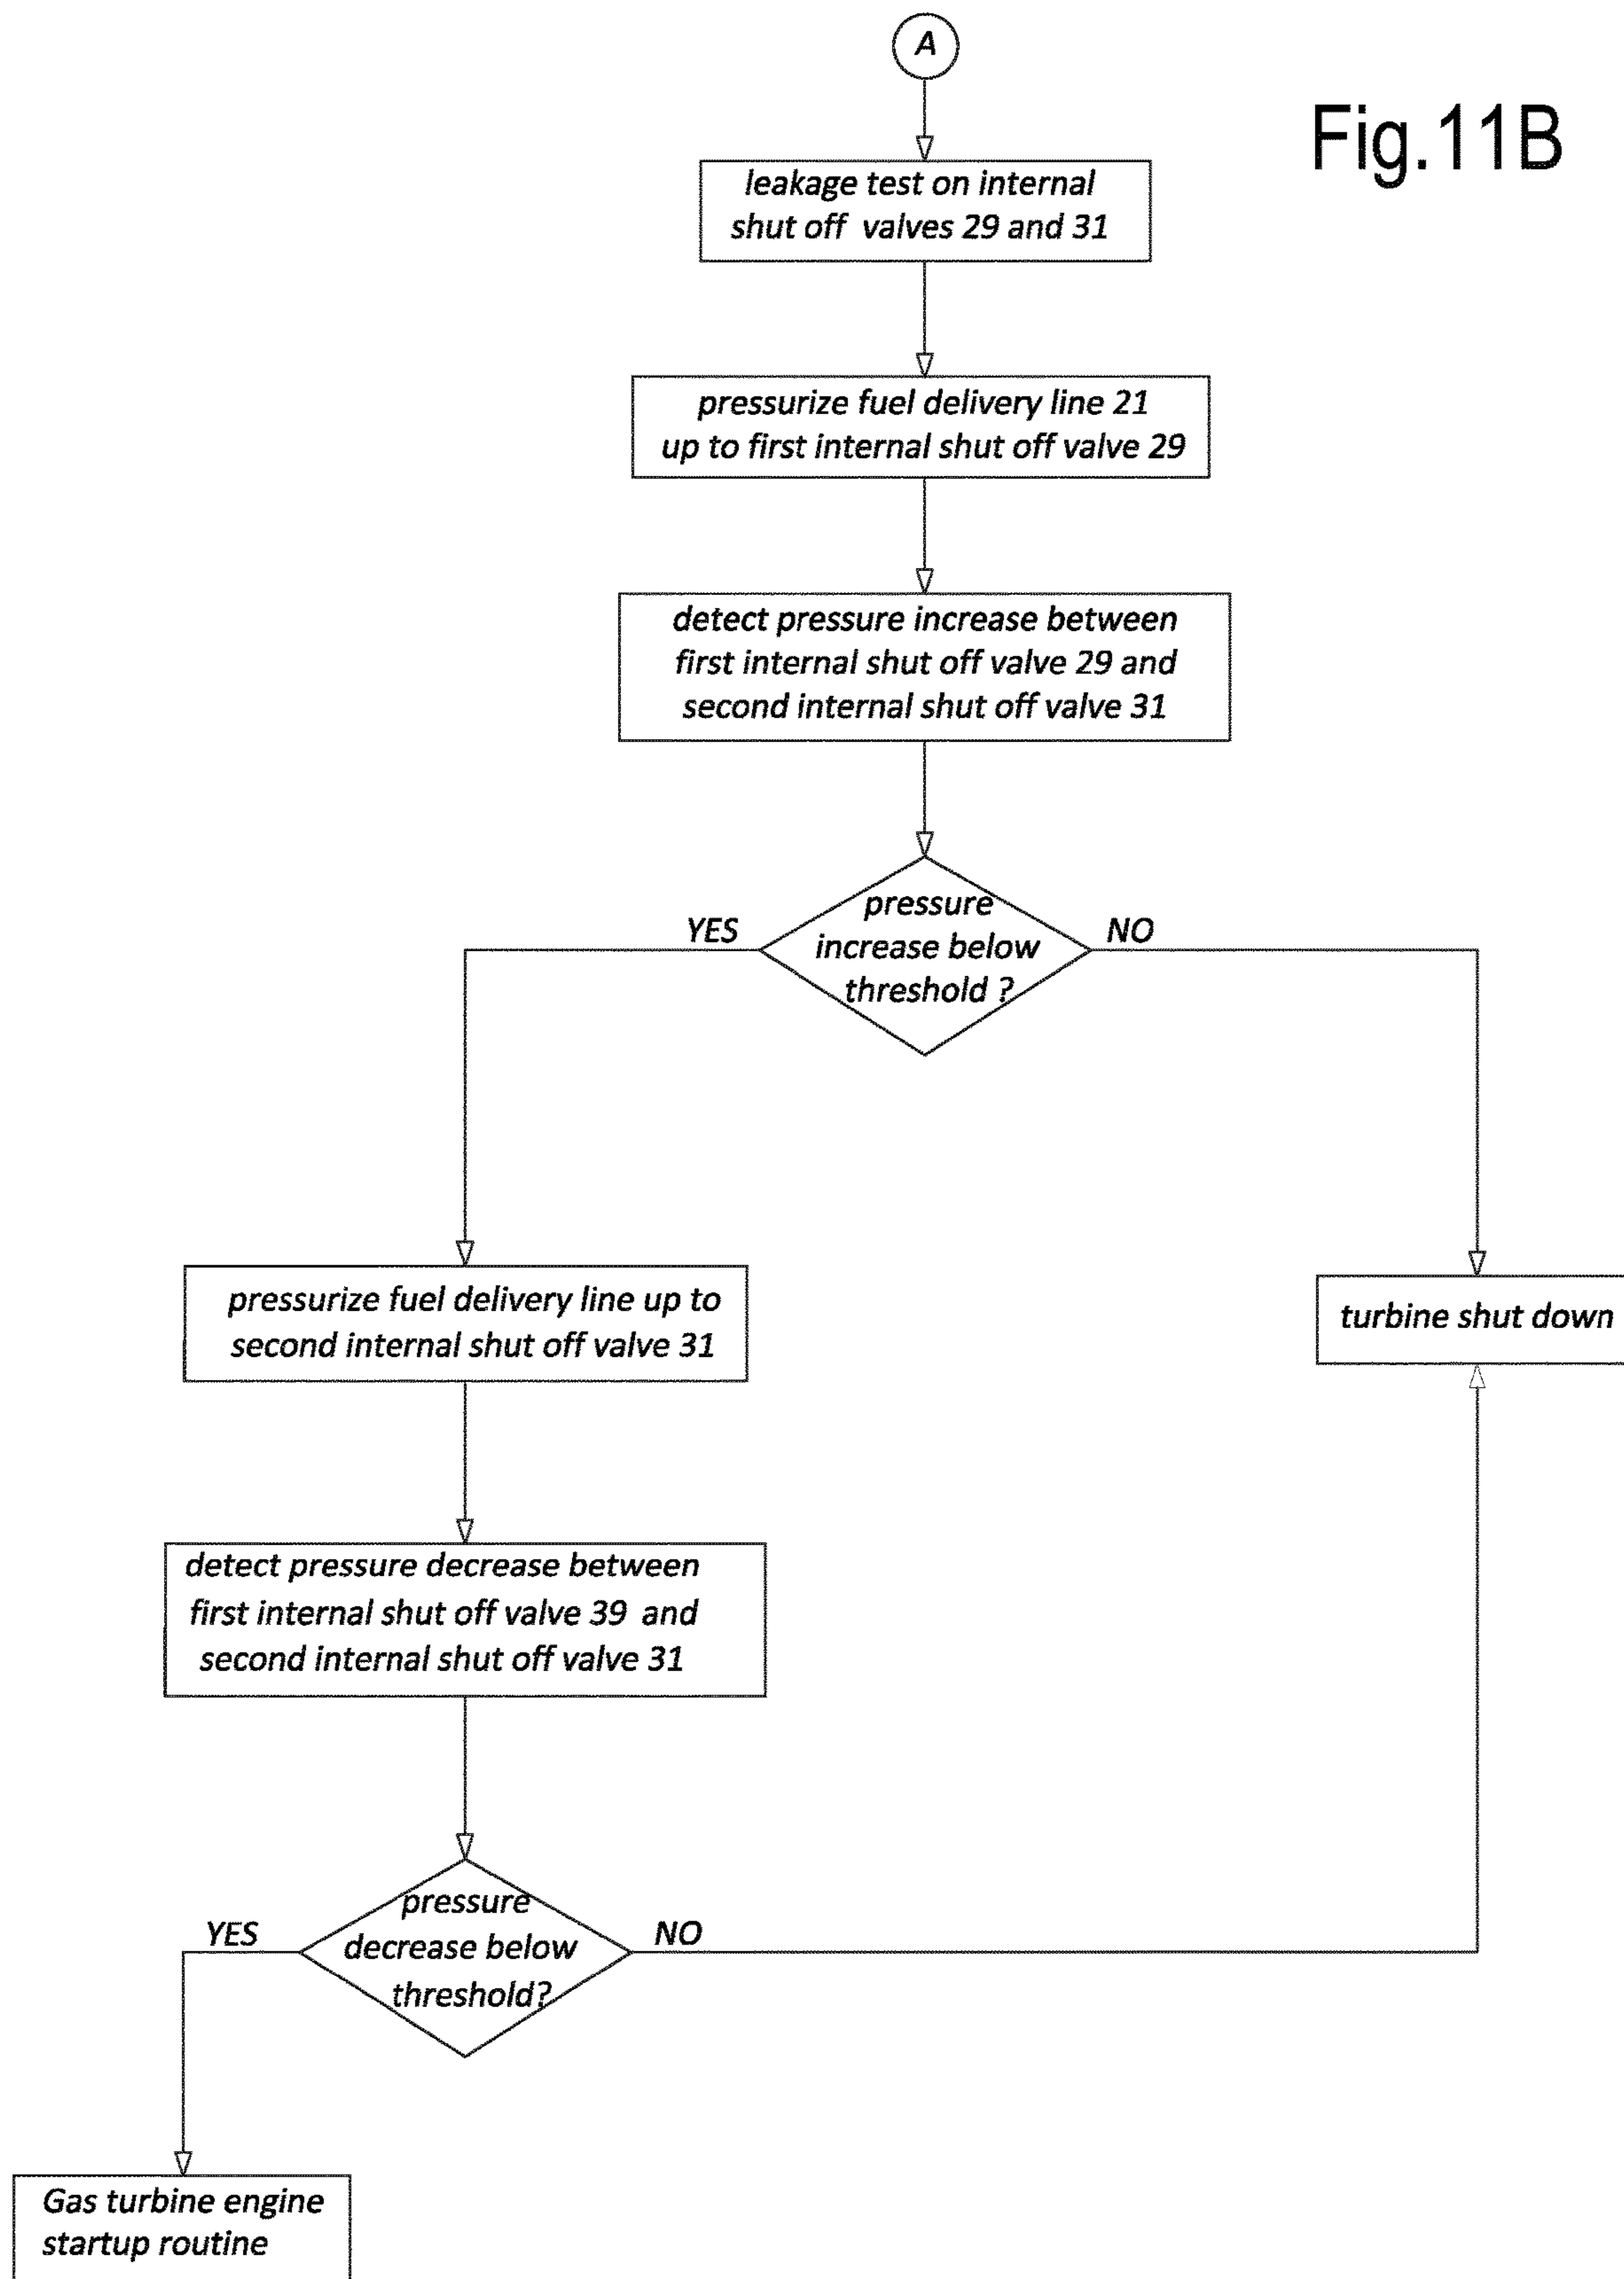 A
Fig.11B
leakage test on internal
shut off valves 29 and 31
pressurize fuel delivery line 21
up to first internal shut off valve 29
detect pressure increase between
first internal shut off valve 29 and
second internal shut off valve 31
pressure
increase below
threshold ?
YES
NO
pressurize fuel delivery line up to
second internal shut off valve 31
turbine shut down
detect pressure decrease between
first internal shut off valve 39 and
second internal shut off valve 31
pressure
decrease below
threshold?
YES
NO
Gas turbine engine
startup routine